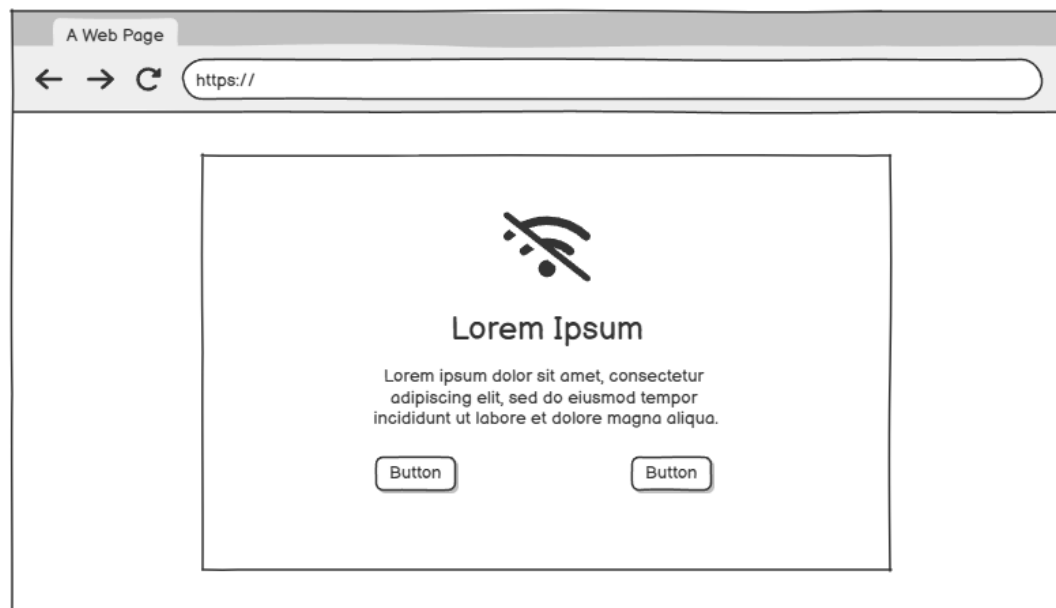 A Web Page
https://
Lorem Ipsum
Lorem ipsum dolor sit amet, consectetur
adipiscing elit, sed do eiusmod tempor
incididunt ut labore et dolore magna aliqua.
Button
Button